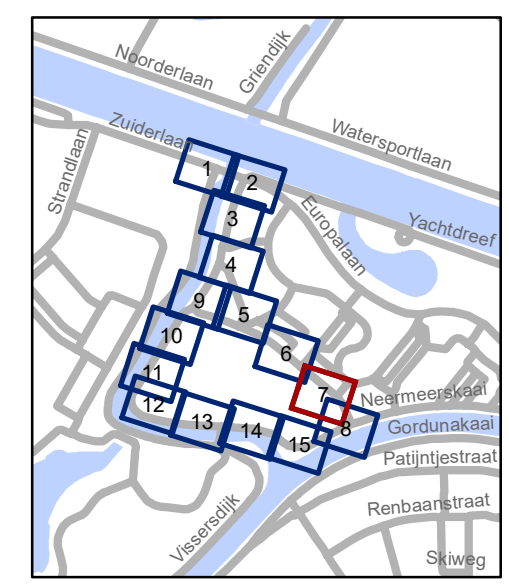 Noorderlaan
Griendijk
Watersportlaan
Zuiderlaan
Strandlaan
1
2
3
Europalaan
Yachtdreef
4
9
5
10
6
11
7
Neermeerskaai
12
13
14
15
8
Gordunakaai
Patijntjestraat
Vissersdijk
Renbaanstraat
Skiweg